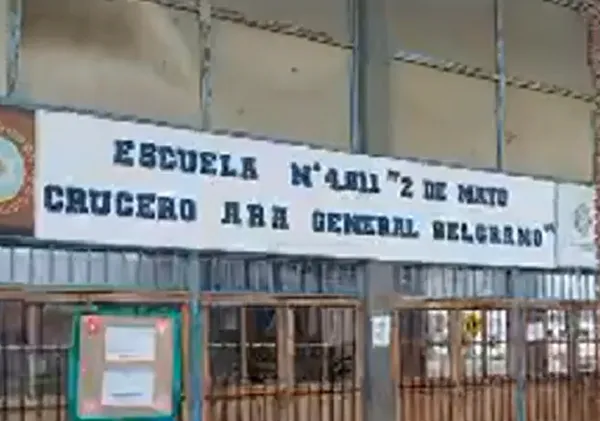 ESCUELA N° 4.811 "2 DE MAYO
CRUCERO ARA GENERAL BELGRANO"